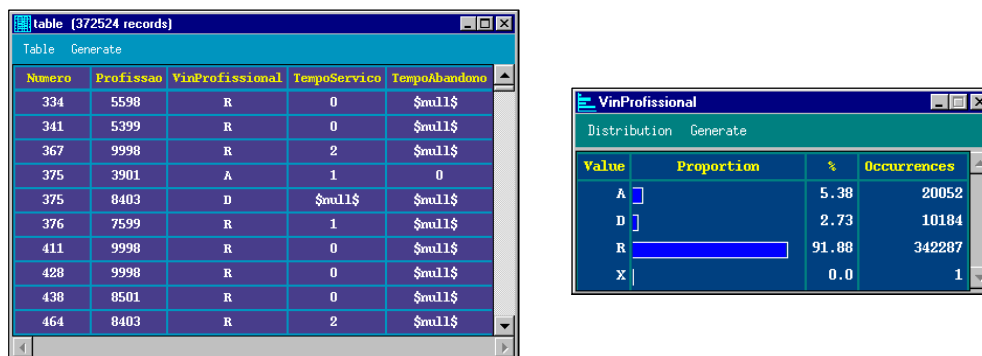 table (372524 records)
Table Generate
Numero Profissao VinProfissional TempoServico TempoAbandono
334 5598 R 0 $null$
341 5399 R 0 $null$
367 9998 R 2 $null$
375 3901 A 1 0
375 8403 D $null$ $null$
376 7599 R 1 $null$
411 9998 R 0 $null$
428 9998 R 0 $null$
438 8501 R 0 $null$
464 8403 R 2 $null$
VinProfissional
Distribution Generate
Value Proportion % Occurrences
A 5.38 20052
D 2.73 10184
R 91.88 342287
X 0.0 1